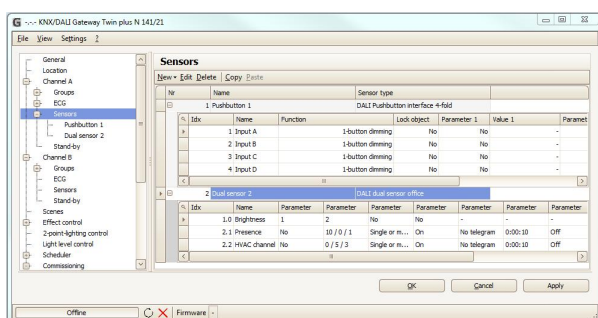 -.-.- KNX/DALI Gateway Twin plus N 141/21
File View Settings ?
General
Location
Channel A
Groups
ECG
Sensors
Pushbutton 1
Dual sensor 2
Stand-by
Channel B
Groups
ECG
Sensors
Stand-by
Scenes
Effect control
2-point-lighting control
Light level control
Scheduler
Commissioning
Sensors
New Edit Delete Copy Paste
Nr Name Sensor type
1 Pushbutton 1 DALI Pushbutton interface 4-fold
Idx Name Function Lock object Parameter 1 Value 1 Paramet
1 Input A 1-button dimming No No -
2 Input B 1-button dimming No No -
3 Input C 1-button dimming No No -
4 Input D 1-button dimming No No -
2 Dual sensor 2 DALI dual sensor office
Idx Name Parameter Parameter Parameter Parameter Parameter Parameter Parameter
1.0 Brightness 1 2 No No - - -
2.1 Presence No 10 / 0 / 1 Single or m... On No telegram 0:00:10 Off
2.2 HVAC channel No 0 / 5 / 3 Single or m... On No telegram 0:00:10 Off
OK Cancel Apply
Offline Firmware -